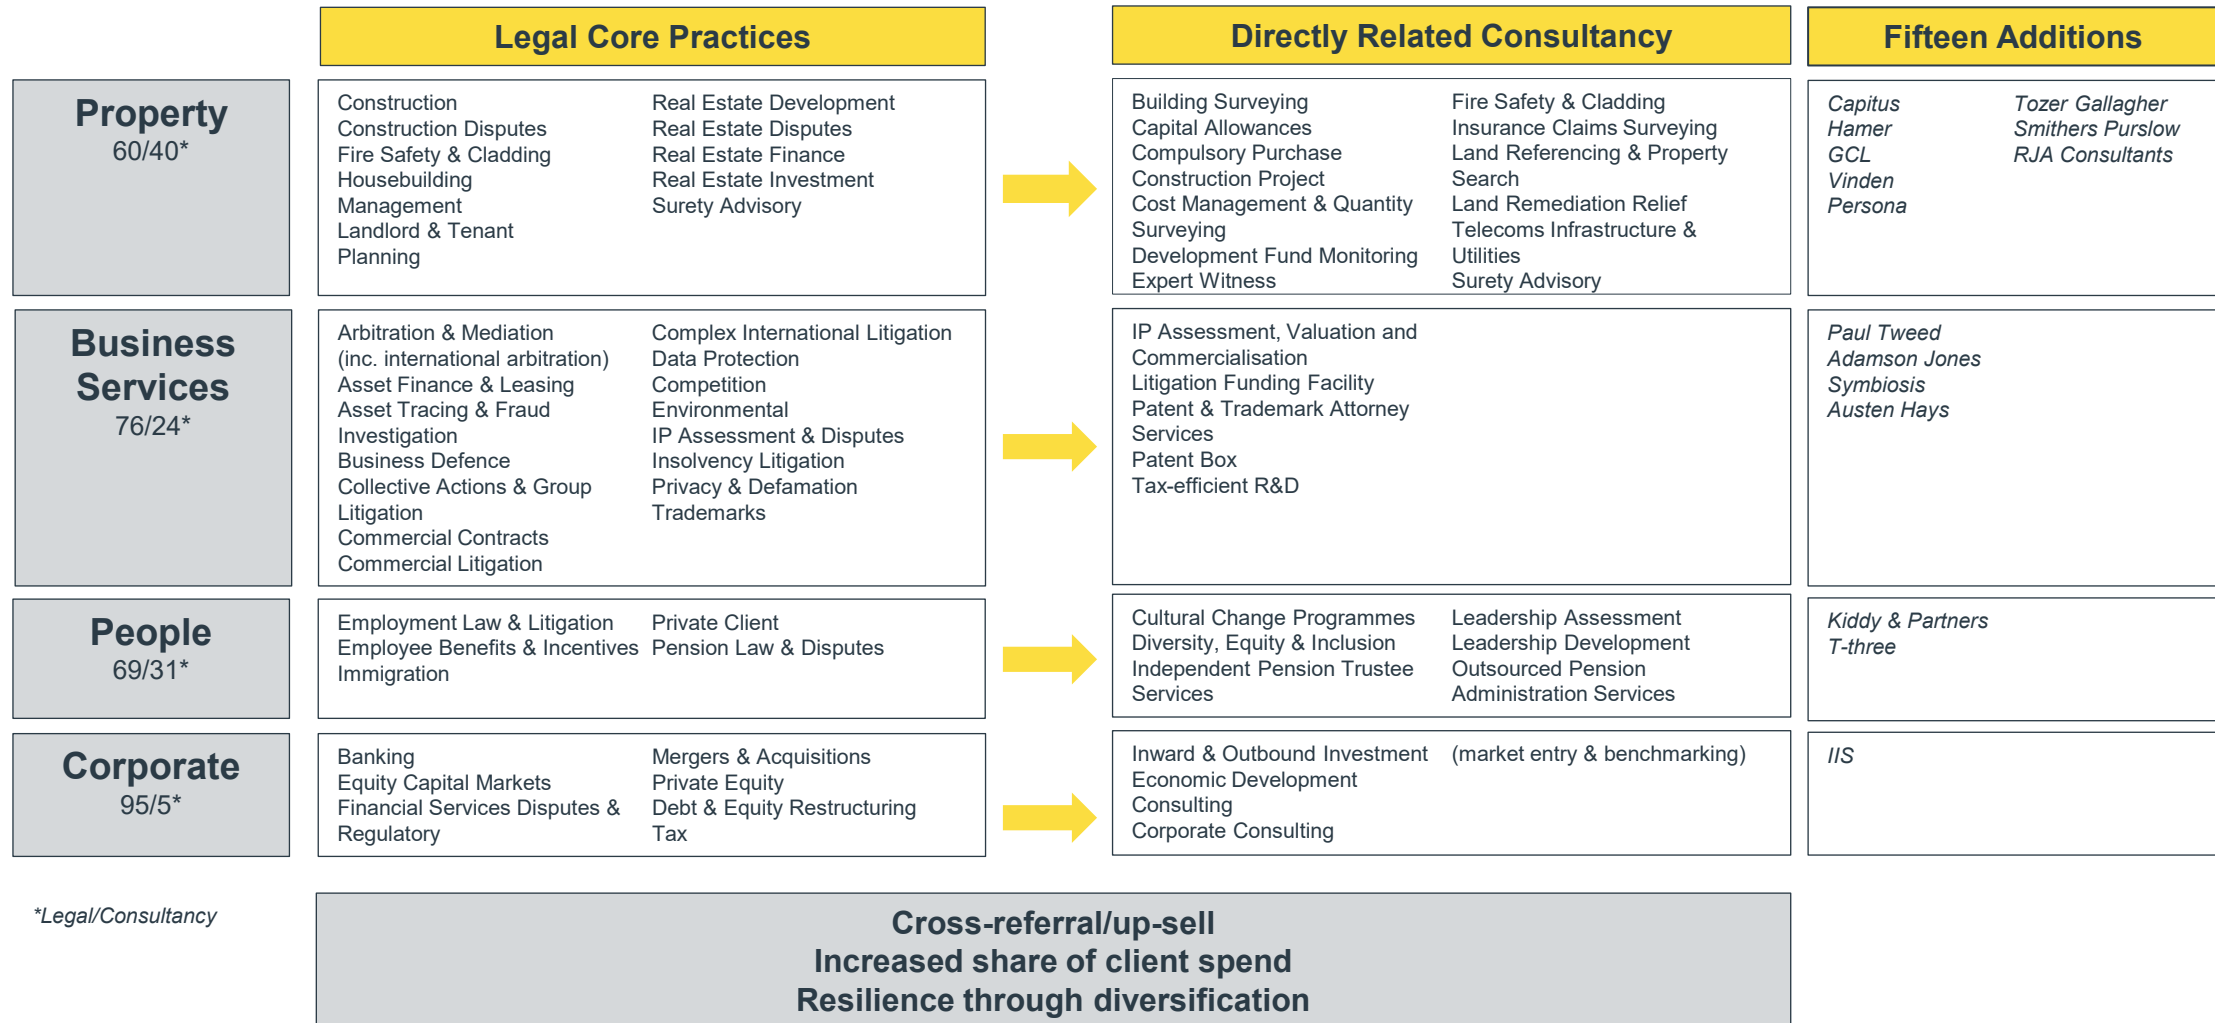 Legal Core Practices
Directly Related Consultancy
Fifteen Additions
Property
60/40*
Construction
Construction Disputes
Fire Safety & Cladding
Housebuilding
Management
Landlord & Tenant
Planning
Real Estate Development
Real Estate Disputes
Real Estate Finance
Real Estate Investment
Surety Advisory
Building Surveying
Capital Allowances
Compulsory Purchase
Construction Project
Cost Management & Quantity
Surveying
Development Fund Monitoring
Expert Witness
Fire Safety & Cladding
Insurance Claims Surveying
Land Referencing & Property
Search
Land Remediation Relief
Telecoms Infrastructure &
Utilities
Surety Advisory
Capitus
Hamer
GCL
Vinden
Persona
Tozer Gallagher
Smithers Purslow
RJA Consultants
Business
Services
76/24*
Arbitration & Mediation
(inc. international arbitration)
Asset Finance & Leasing
Asset Tracing & Fraud
Investigation
Business Defence
Collective Actions & Group
Litigation
Commercial Contracts
Commercial Litigation
Complex International Litigation
Data Protection
Competition
Environmental
IP Assessment & Disputes
Insolvency Litigation
Privacy & Defamation
Trademarks
IP Assessment, Valuation and
Commercialisation
Litigation Funding Facility
Patent & Trademark Attorney
Services
Patent Box
Tax-efficient R&D
Paul Tweed
Adamson Jones
Symbiosis
Austen Hays
People
69/31*
Employment Law & Litigation
Employee Benefits & Incentives
Immigration
Private Client
Pension Law & Disputes
Cultural Change Programmes
Diversity, Equity & Inclusion
Independent Pension Trustee
Services
Leadership Assessment
Leadership Development
Outsourced Pension
Administration Services
Kiddy & Partners
T-three
Corporate
95/5*
Banking
Equity Capital Markets
Financial Services Disputes &
Regulatory
Mergers & Acquisitions
Private Equity
Debt & Equity Restructuring
Tax
Inward & Outbound Investment
Economic Development
Consulting
Corporate Consulting
(market entry & benchmarking)
IIS
*Legal/Consultancy
Cross-referral/up-sell
Increased share of client spend
Resilience through diversification